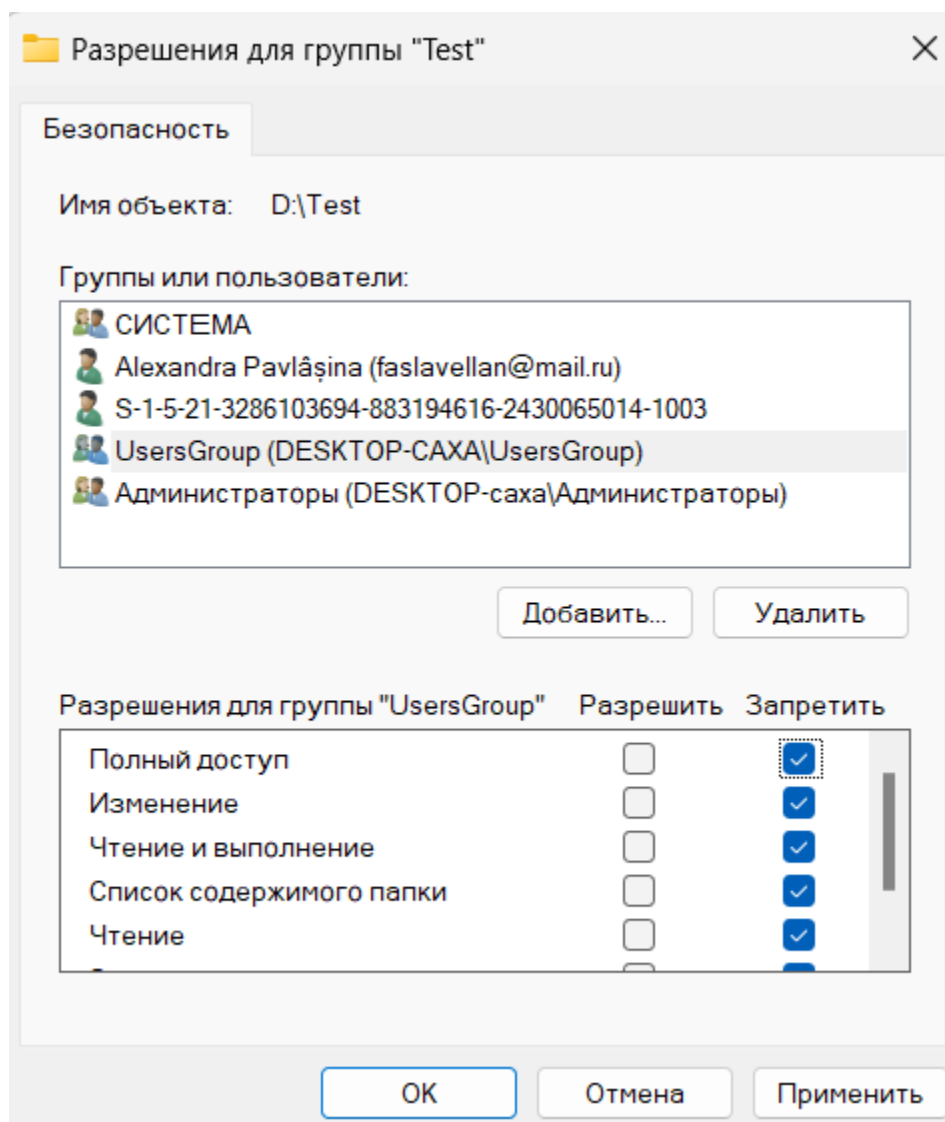 Разрешения для группы "Test"
Безопасность
Имя объекта: D:\Test
Группы или пользователи:
СИСТЕМА
Alexandra Pavlâșina (faslavellan@mail.ru)
S-1-5-21-3286103694-883194616-2430065014-1003
UsersGroup (DESKTOP-CAXA\UsersGroup)
Администраторы (DESKTOP-caxa\Администраторы)
Добавить... Удалить
Разрешения для группы "UsersGroup" Разрешить Запретить
Полный доступ
Изменение
Чтение и выполнение
Список содержимого папки
Чтение
ОК Отмена Применить